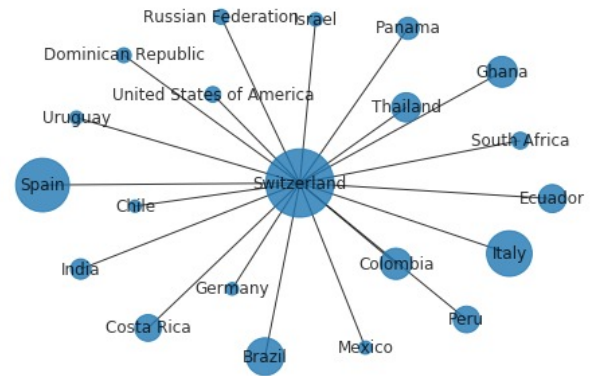 Russian Federation
Israel
Panama
Dominican Republic
Ghana
United States of America
Thailand
Uruguay
South Africa
Switzerland
Spain
Ecuador
Chile
Italy
Colombia
India
Germany
Peru
Costa Rica
Mexico
Brazil